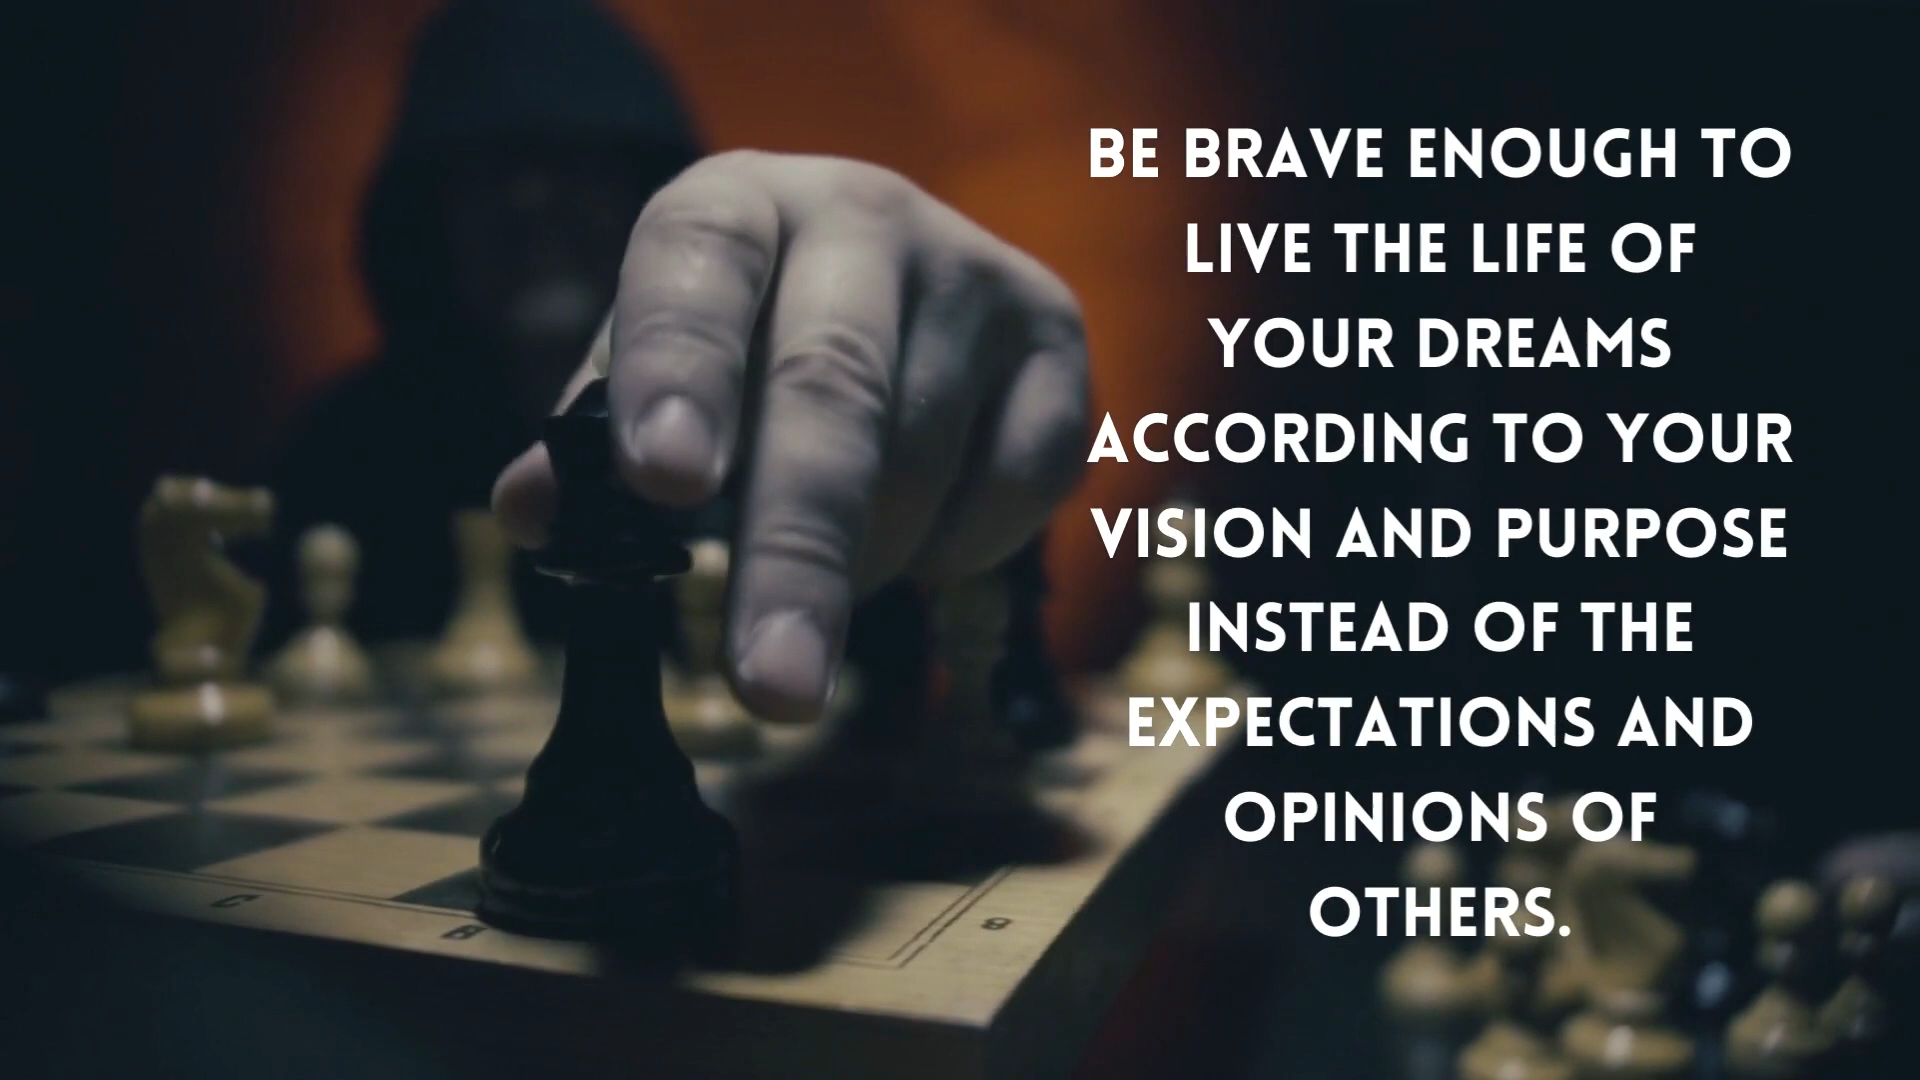 BE BRAVE ENOUGH TO
LIVE THE LIFE OF
YOUR DREAMS
ACCORDING TO YOUR
VISION AND PURPOSE
INSTEAD OF THE
EXPECTATIONS AND
OPINIONS OF
OTHERS.
C
B
8